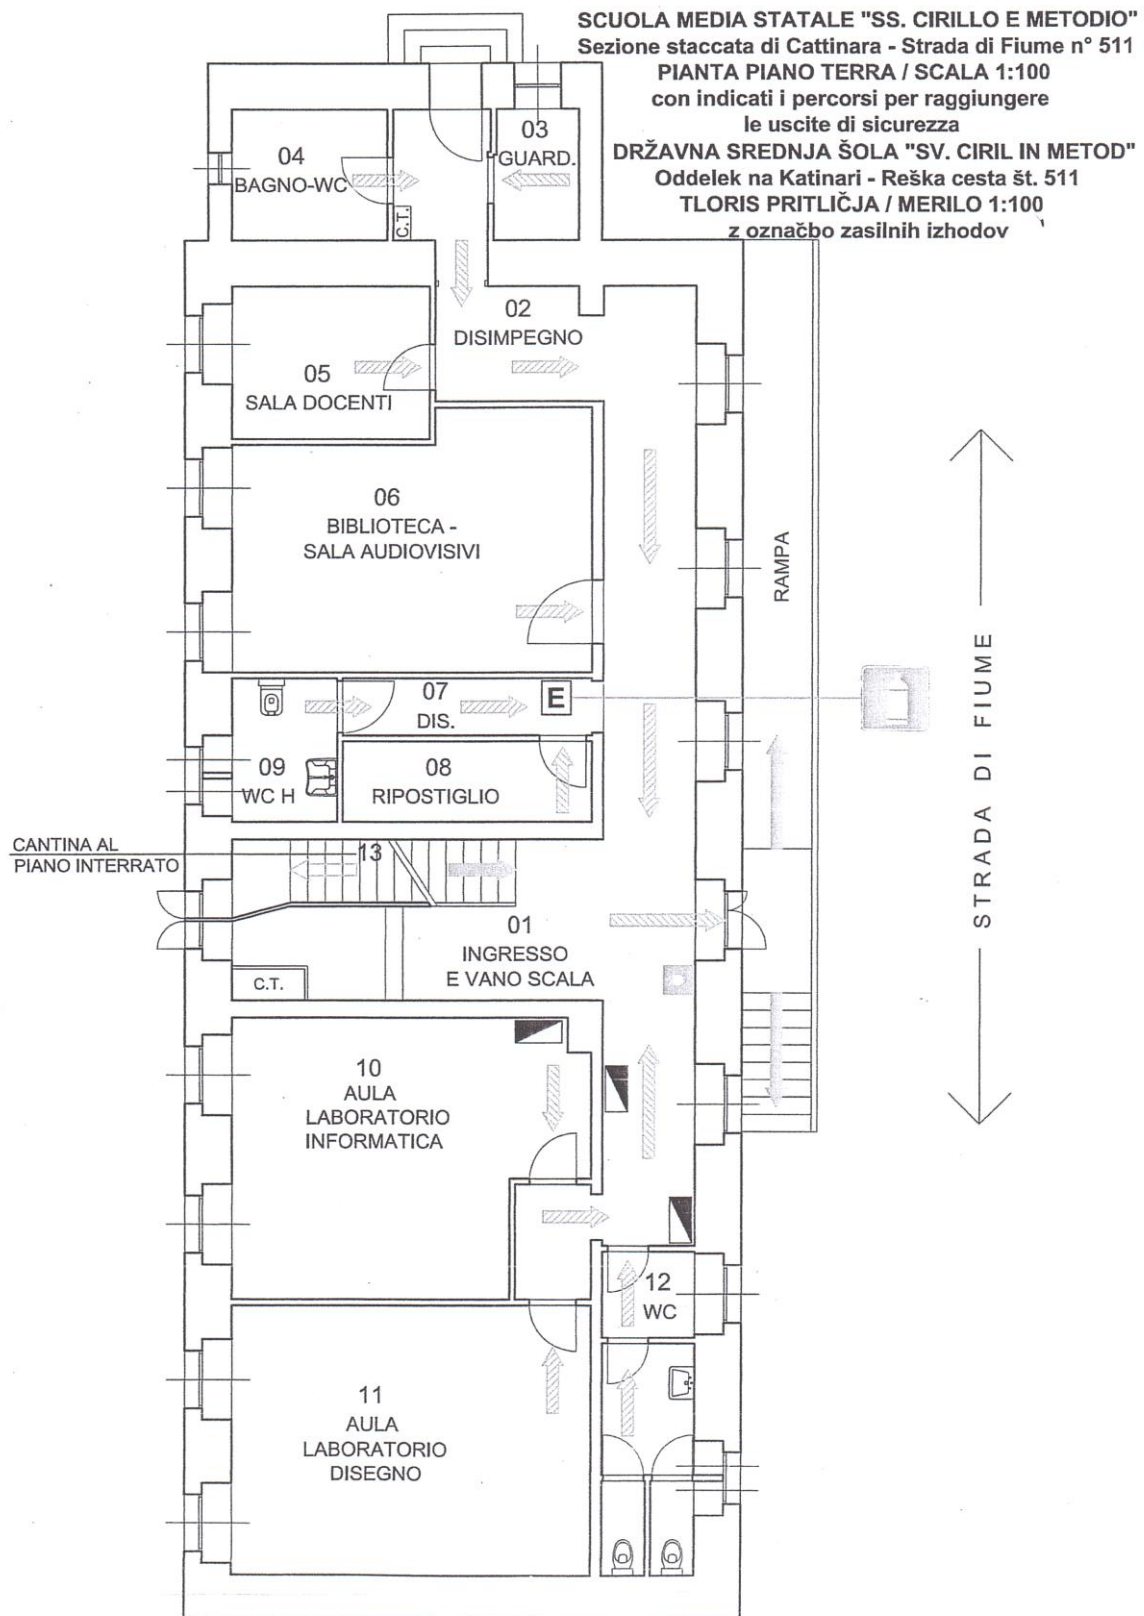 SCUOLA MEDIA STATALE "SS. CIRILLO E METODIO"
Sezione staccata di Cattinara - Strada di Fiume n° 511
PIANTA PIANO TERRA / SCALA 1:100
con indicati i percorsi per raggiungere
le uscite di sicurezza
DRŽAVNA SREDNJA ŠOLA "SV. CIRIL IN METOD"
Oddelek na Katinari - Reška cesta št. 511
TLORIS PRITLIČJA / MERILO 1:100
z označbo zasilnih izhodov
04
BAGNO-WC
03
GUARD.
C.T.
02
DISIMPEGNO
05
SALA DOCENTI
06
BIBLIOTECA -
SALA AUDIOVISIVI
RAMPA
STRADA DI FIUME
07
DIS.
E
09
WC H
08
RIPOSTIGLIO
CANTINA AL
PIANO INTERRATO
13
01
INGRESSO
E VANO SCALA
C.T.
10
AULA
LABORATORIO
INFORMATICA
12
WC
11
AULA
LABORATORIO
DISEGNO